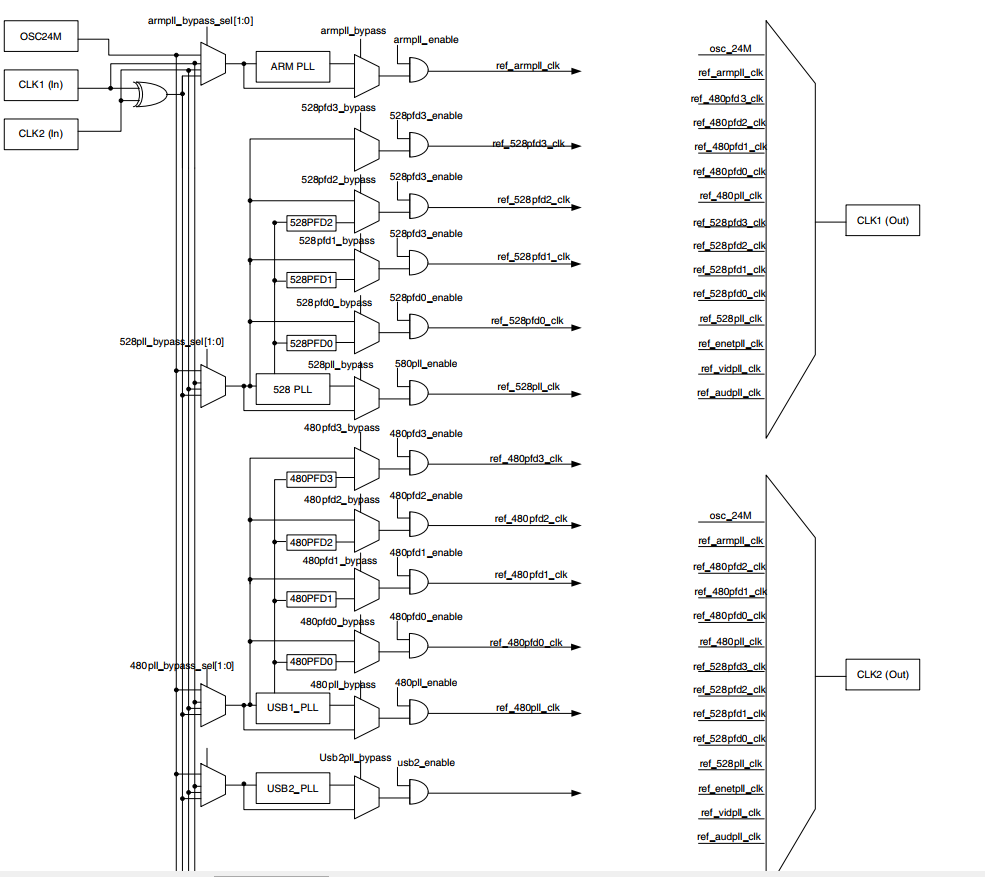 armpll_bypass_sel[1:0]
OSC24M
CLK1 (In)
CLK2 (In)
armpll_bypass
armpll_enable
ARM PLL
ref_armpll_clk
528pfd3_bypass
528pfd3_enable
ref_528pfd3_clk
528pfd2_bypass
528pfd3_enable
528PFD2
ref_528pfd2_clk
528pfd1_bypass
528pfd3_enable
528PFD1
ref_528pfd1_clk
528pfd0_bypass
528pfd0_enable
528PFD0
ref_528pfd0_clk
528pll_bypass_sel[1:0]
528pll_bypass
580pll_enable
528 PLL
ref_528pll_clk
480pfd3_bypass
480pfd3_enable
480PFD3
ref_480pfd3_clk
480pfd2_bypass
480pfd2_enable
480PFD2
ref_480pfd2_clk
480pfd1_bypass
480pfd1_enable
480PFD1
ref_480pfd1_clk
480pfd0_bypass
480pfd0_enable
480PFD0
ref_480pfd0_clk
480pll_bypass_sel[1:0]
480pll_bypass
480pll_enable
USB1_PLL
ref_480pll_clk
Usb2pll_bypass
usb2_enable
USB2_PLL
osc_24M
ref_armpll_clk
ref_480pfd3_clk
ref_480pfd2_clk
ref_480pfd1_clk
ref_480pfd0_clk
ref_480pll_clk
ref_528pfd3_clk
ref_528pfd2_clk
ref_528pfd1_clk
ref_528pfd0_clk
ref_528pll_clk
ref_enetpll_clk
ref_vidpll_clk
ref_audpll_clk
CLK1 (Out)
osc_24M
ref_armpll_clk
ref_480pfd2_clk
ref_480pfd1_clk
ref_480pfd0_clk
ref_480pll_clk
ref_528pfd3_clk
ref_528pfd2_clk
ref_528pfd1_clk
ref_528pfd0_clk
ref_528pll_clk
ref_enetpll_clk
ref_vidpll_clk
ref_audpll_clk
CLK2 (Out)